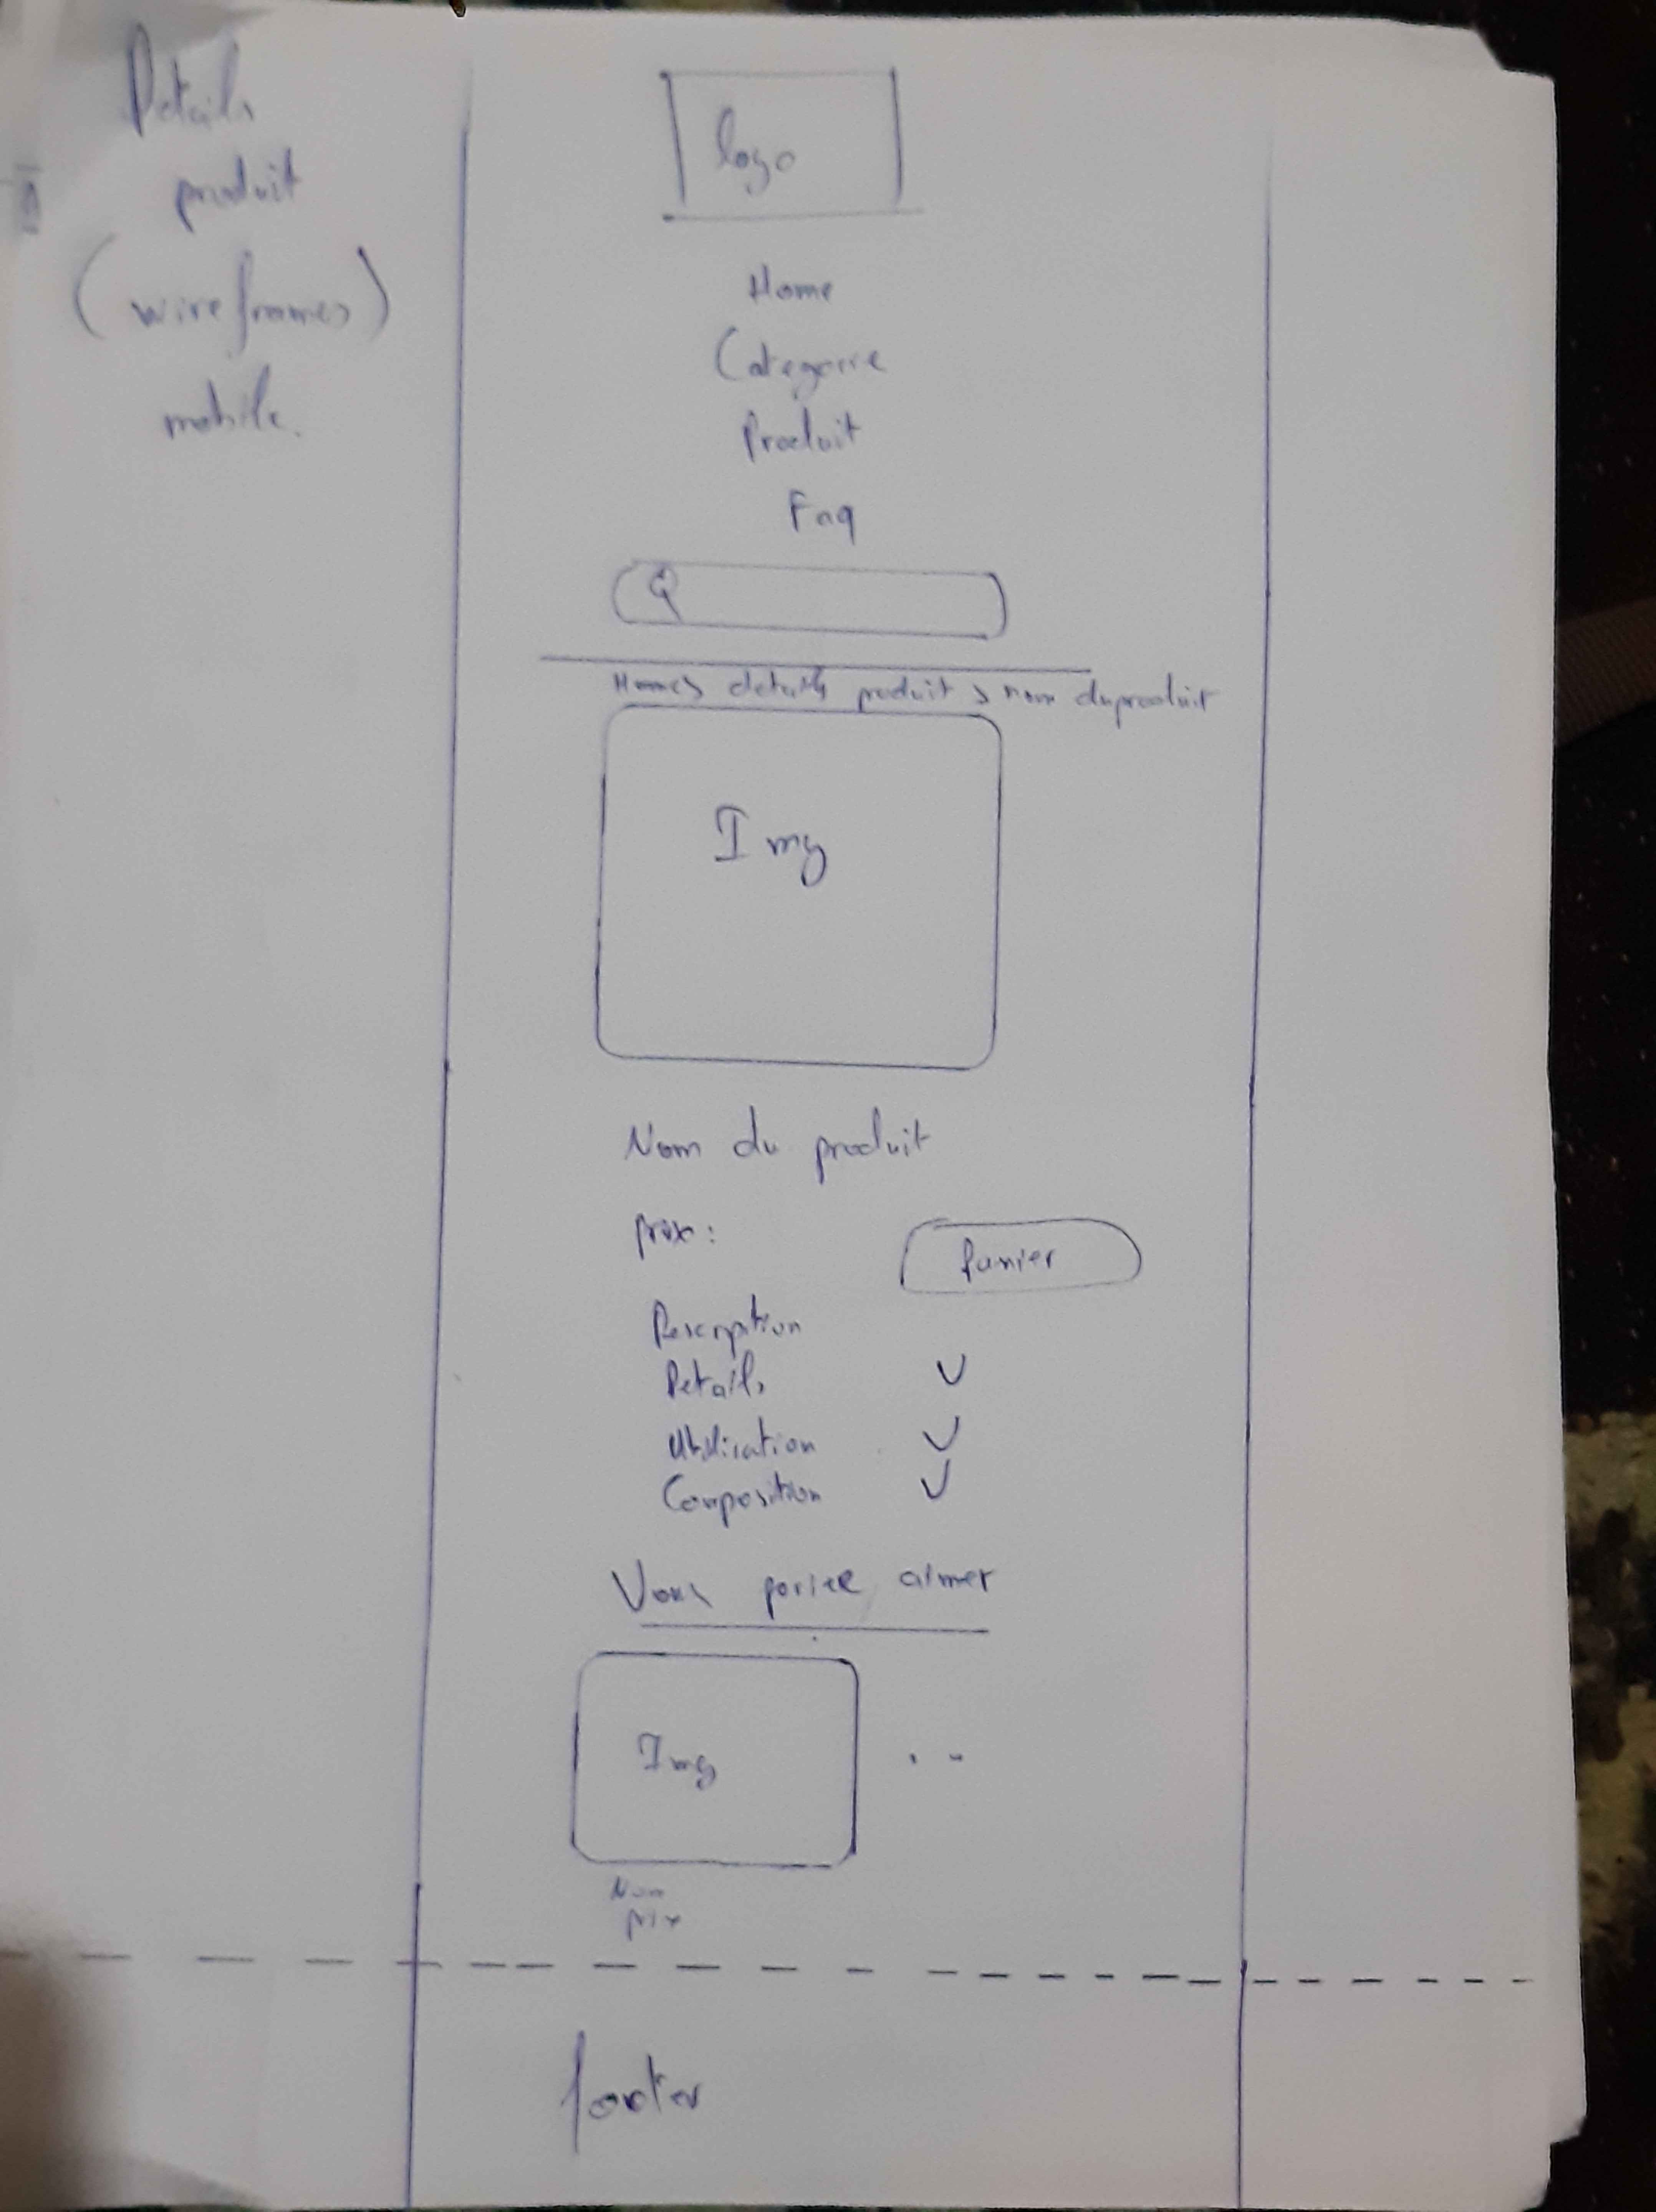 Details
produit
(wireframes)
mobile.
logo
Home
Categorie
Produit
Faq
Home > details produit > nom du produit
Img
Nom du produit
prix :
Panier
Description
Details
Utilisation
Composition
Vous aimer
Img
Nom
prix
footer